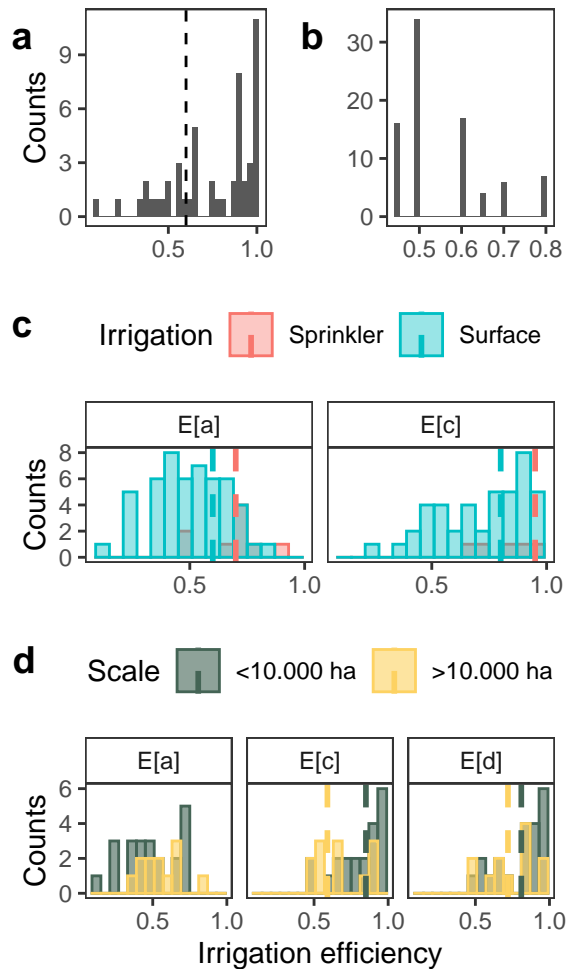 a
b
Counts
9
6
3
0
0.5
1.0
30
20
10
0
0.5
0.6
0.7
0.8
c
Irrigation
Sprinkler
Surface
E[a]
E[c]
Counts
8
6
4
2
0
0.5
1.0
0.5
1.0
d
Scale
<10.000 ha
>10.000 ha
E[a]
E[c]
E[d]
Counts
6
4
2
0
0.5
1.0
0.5
1.0
0.5
1.0
Irrigation efficiency